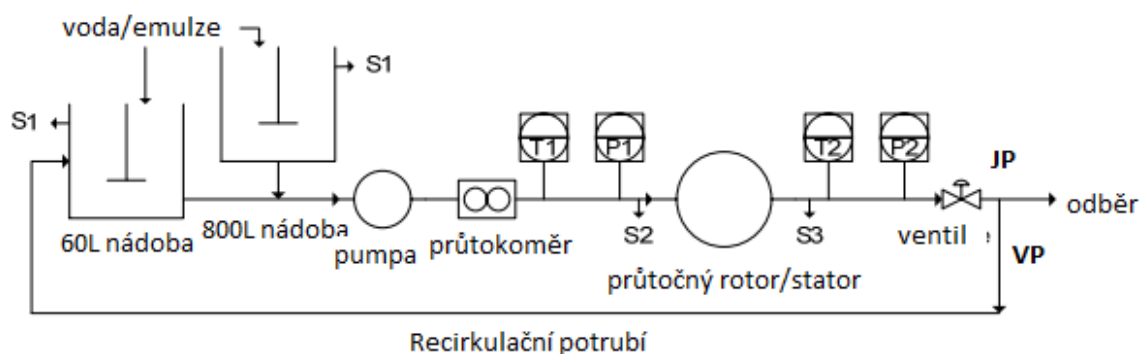 voda/emulze
S1
S1
T1
P1
T2
P2
JP
odběr
60L nádoba
800L nádoba
pumpa
průtokoměr
S2
průtočný rotor/stator
S3
ventil
VP
Recirkulační potrubí